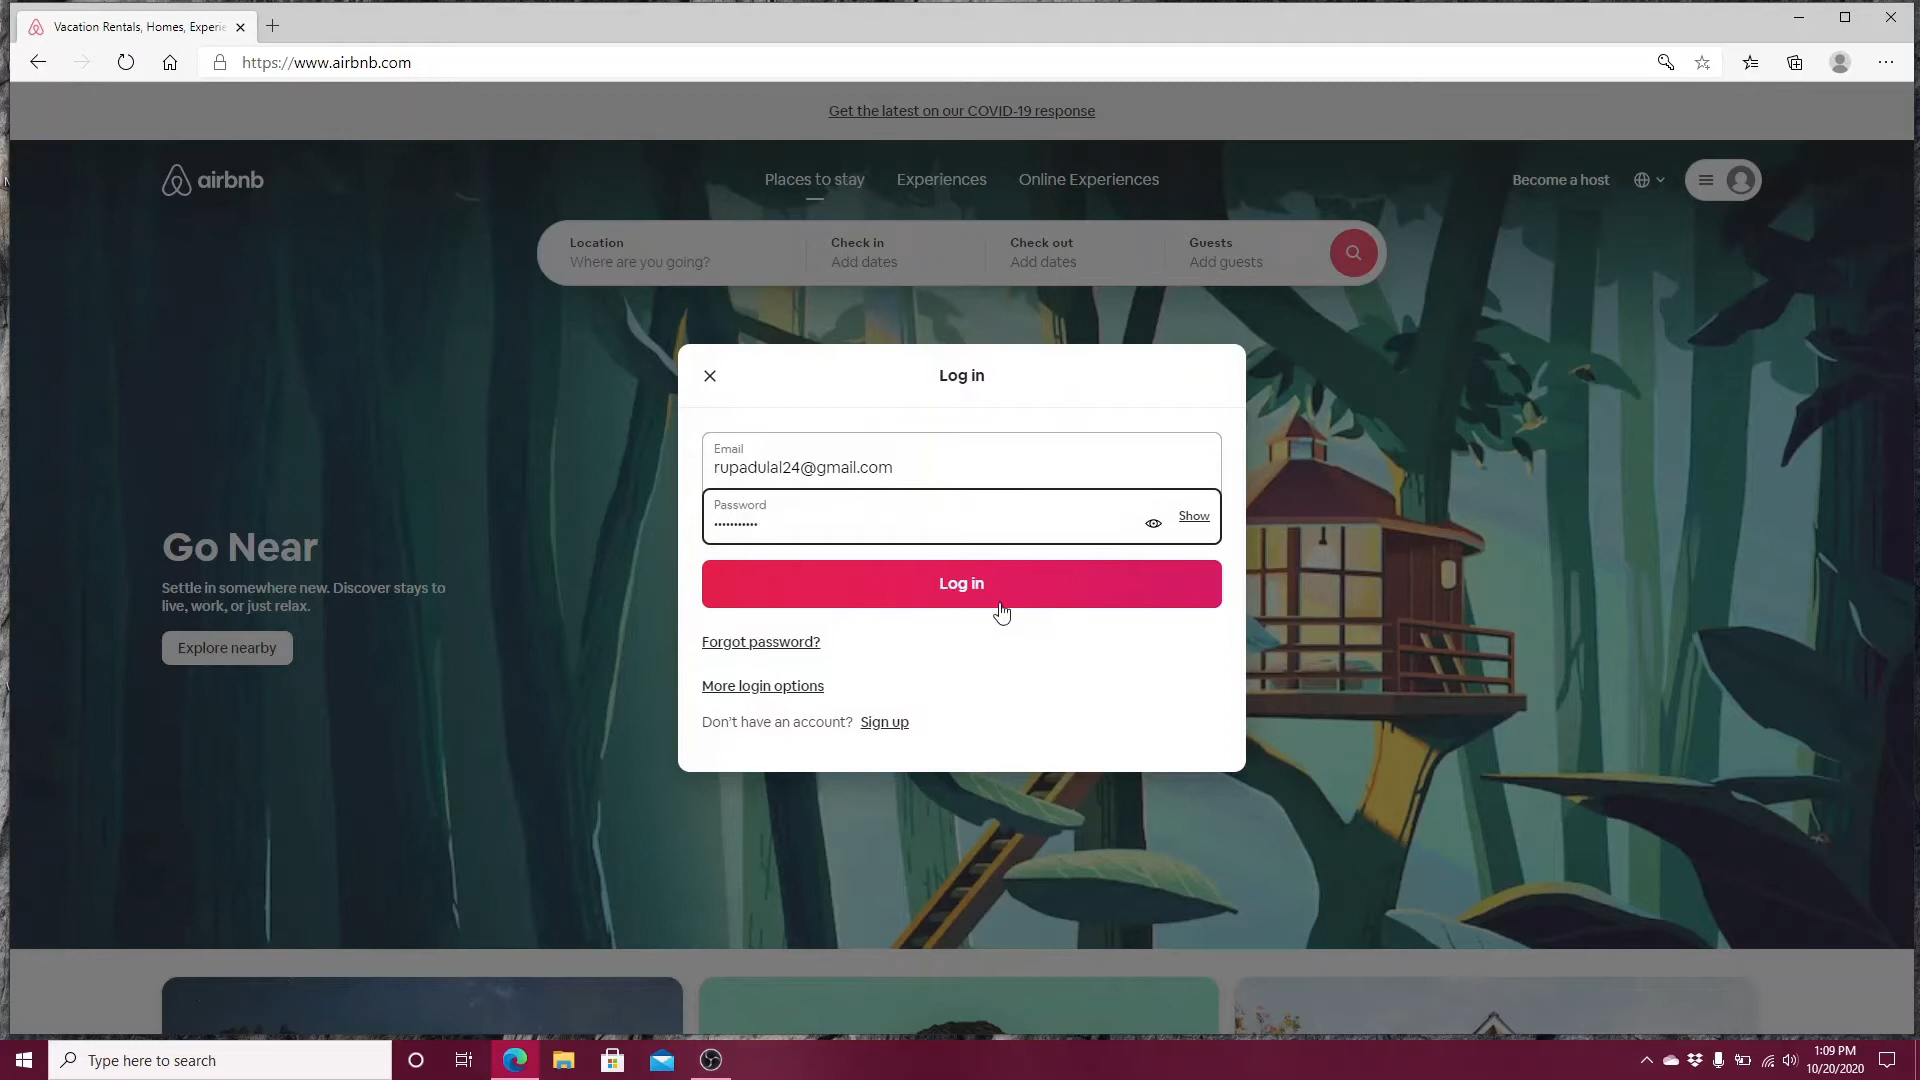 Vacation Rentals, Homes, Experie
https://www.airbnb.com
Get the latest on our COVID-19 response
airbnb
Places to stay
Experiences
Online Experiences
Become a host
Location
Where are you going?
Check in
Add dates
Check out
Add dates
Guests
Add guests
Log in
Email
rupadulal24@gmail.com
Password
•••••••••••
Show
Log in
Forgot password?
More login options
Don't have an account? Sign up
Go Near
Settle in somewhere new. Discover stays to
live, work, or just relax.
Explore nearby
Type here to search
1:09 PM
10/20/2020